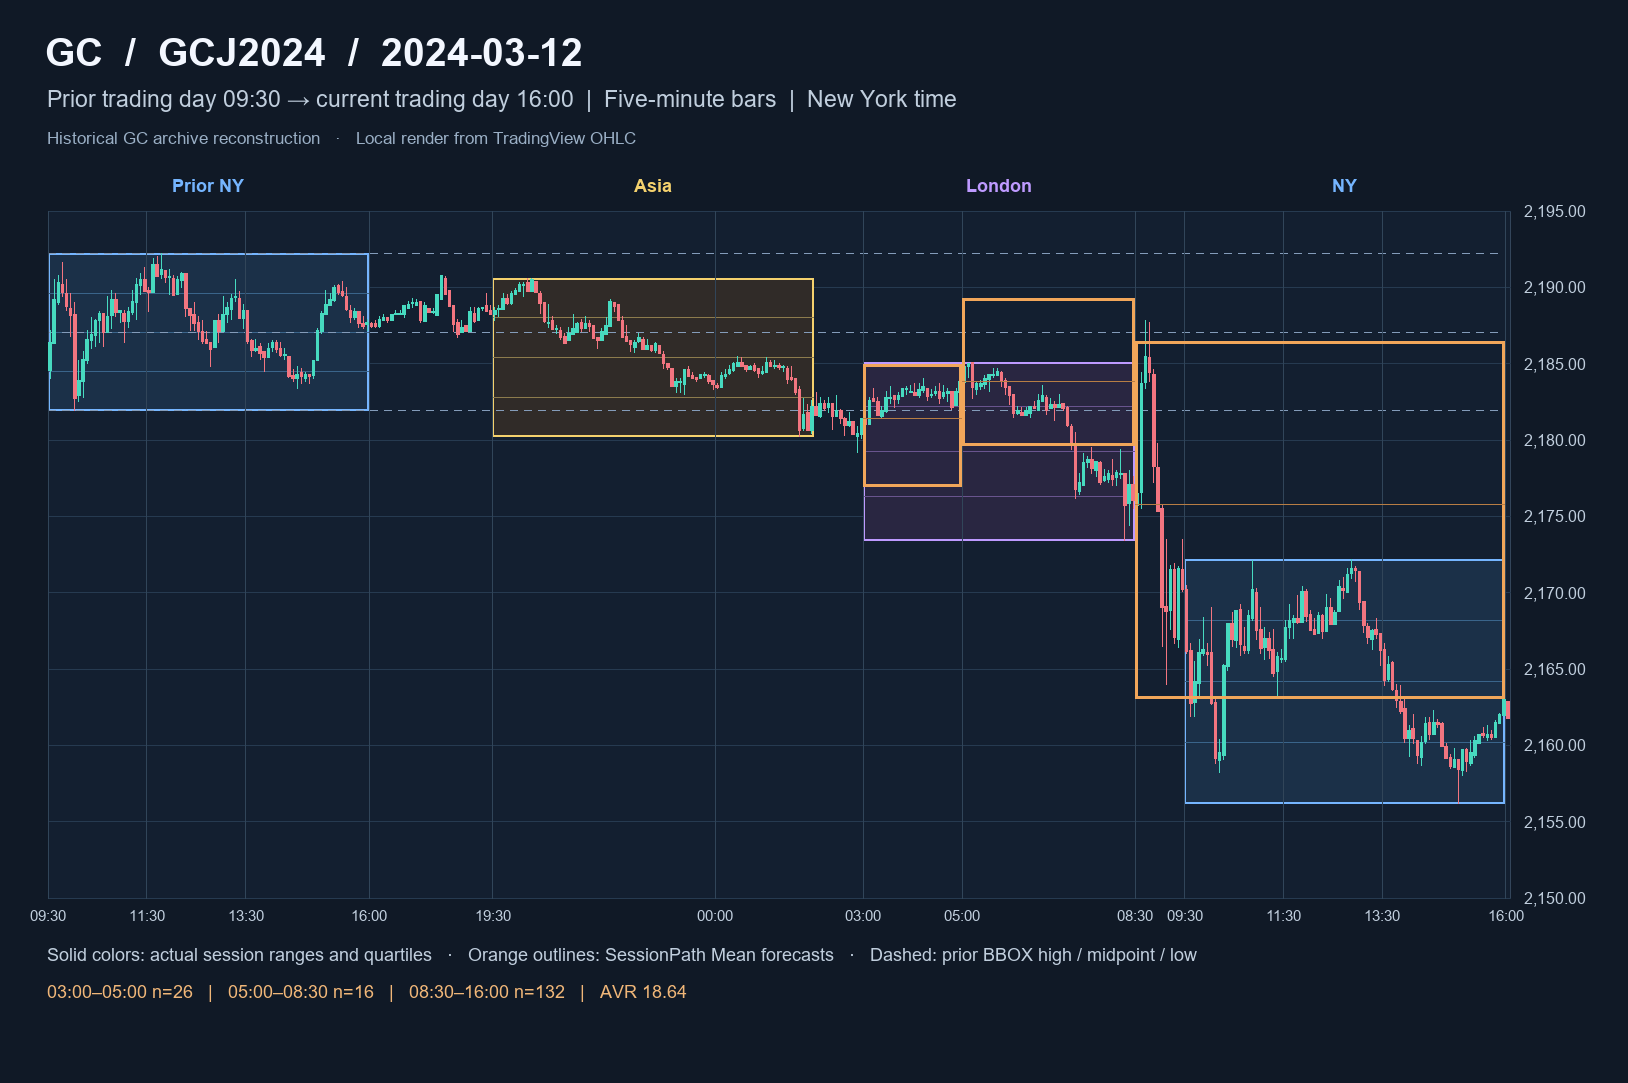 GC / GCJ2024 / 2024-03-12
Prior trading day 09:30 → current trading day 16:00 | Five-minute bars | New York time
Historical GC archive reconstruction · Local render from TradingView OHLC
Prior NY Asia London NY
2,195.00
2,190.00
2,185.00
2,180.00
2,175.00
2,170.00
2,165.00
2,160.00
2,155.00
2,150.00
09:30 11:30 13:30 16:00 19:30 00:00 03:00 05:00 08:30 09:30 11:30 13:30 16:00
Solid colors: actual session ranges and quartiles · Orange outlines: SessionPath Mean forecasts · Dashed: prior BBOX high / midpoint / low
03:00–05:00 n=26 | 05:00–08:30 n=16 | 08:30–16:00 n=132 | AVR 18.64